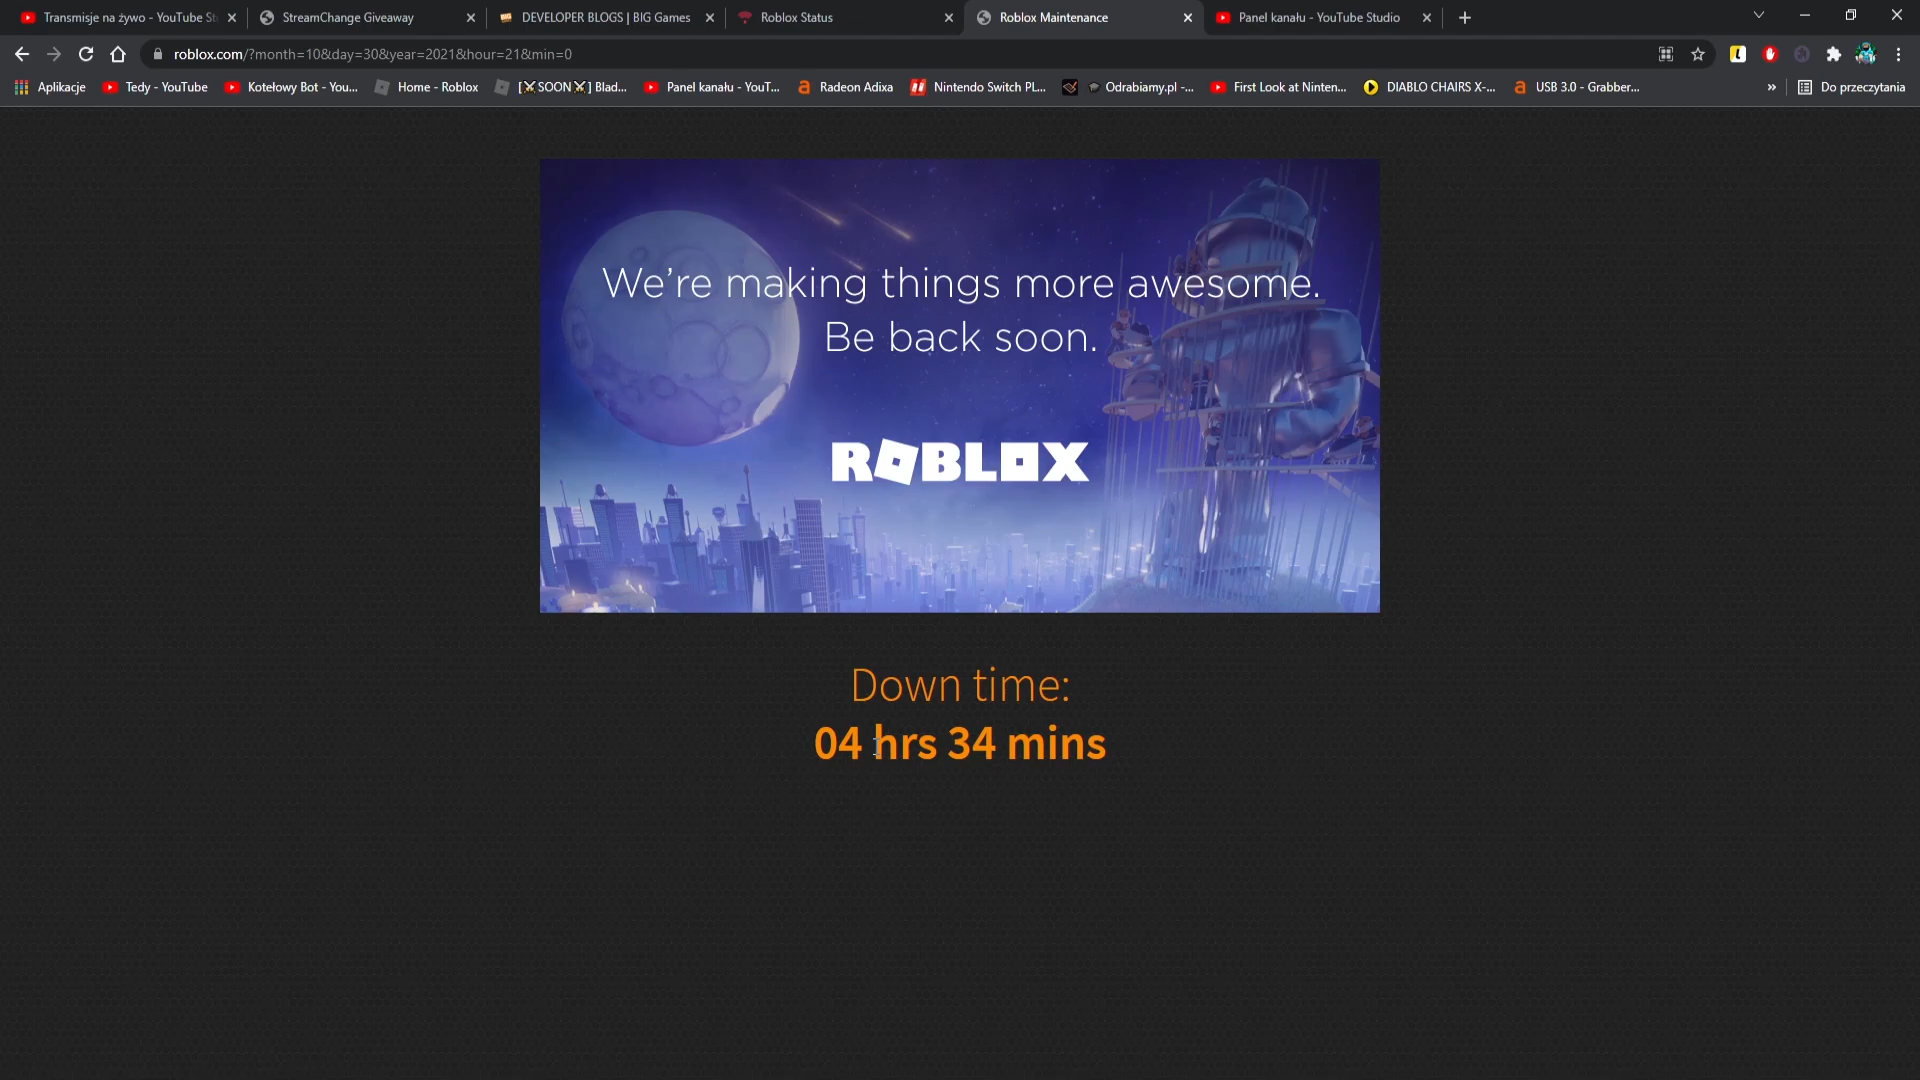 Transmisje na żywo - YouTube St
StreamChange Giveaway
DEVELOPER BLOGS | BIG Games
Roblox Status
Roblox Maintenance
Panel kanału - YouTube Studio
roblox.com/?month=10&day=30&year=2021&hour=21&min=0
Aplikacje
Tedy - YouTube
Kotełowy Bot - You...
Home - Roblox
[⚔SOON⚔] Blad...
Panel kanału - YouT...
Radeon Adixa
Nintendo Switch PL...
Odrabiamy.pl -...
First Look at Ninten...
DIABLO CHAIRS X-...
USB 3.0 - Grabber...
»
Do przeczytania
We’re making things more awesome.
Be back soon.
ROBLOX
Down time:
04 hrs 34 mins